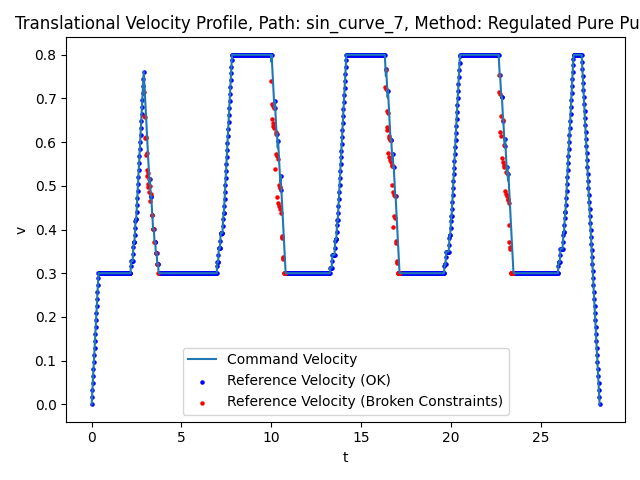 Translational Velocity Profile, Path: sin_curve_7, Method: Regulated Pure Pu
0.8
0.7
0.6
0.5
0.4
0.3
0.2
0.1
0.0
v
Command Velocity
Reference Velocity (OK)
Reference Velocity (Broken Constraints)
0 5 10 15 20 25
t